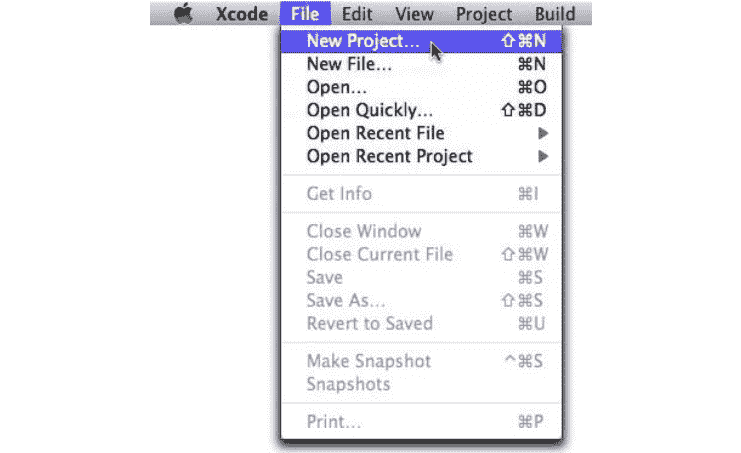 Xcode File Edit View Project Build
New Project... ⇧⌘N
New File... ⌘N
Open... ⌘O
Open Quickly... ⇧⌘D
Open Recent File ▶
Open Recent Project ▶
Get Info ⌘I
Close Window ⌘W
Close Current File ⇧⌘W
Save ⌘S
Save As... ⇧⌘S
Revert to Saved ⌘U
Make Snapshot ^⌘S
Snapshots
Print... ⌘P